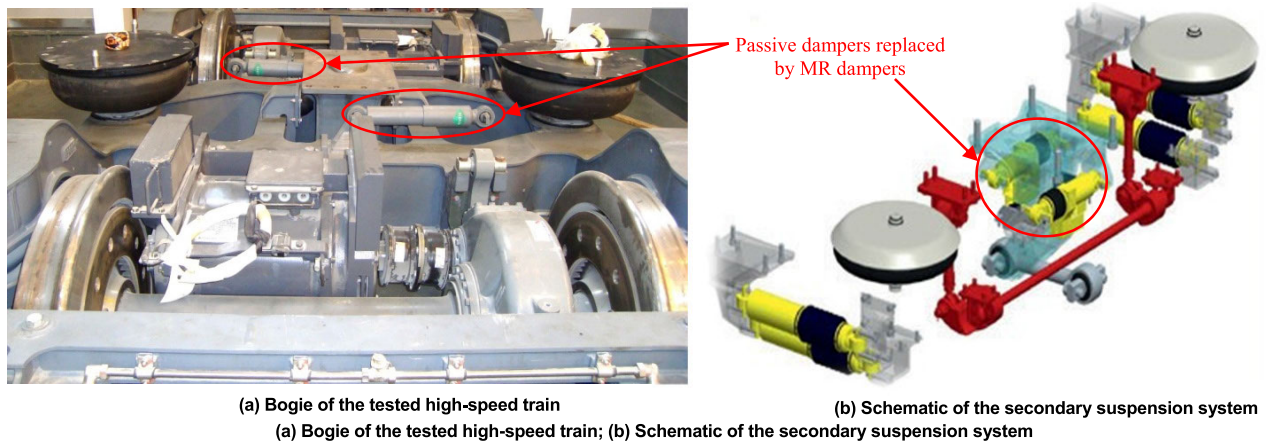 Passive dampers replaced
by MR dampers
(a) Bogie of the tested high-speed train
(b) Schematic of the secondary suspension system
(a) Bogie of the tested high-speed train; (b) Schematic of the secondary suspension system